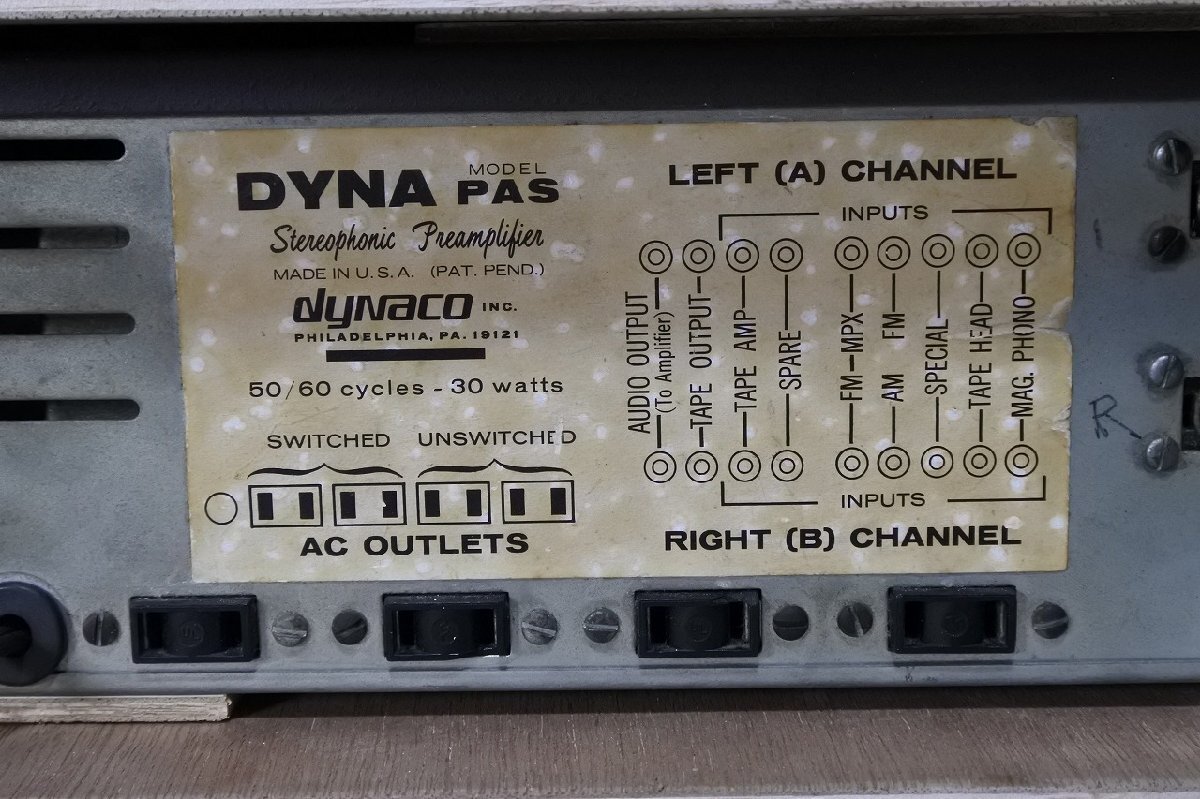 DYNA MODEL PAS
Stereophonic Preamplifier
MADE IN U.S.A. (PAT. PEND.)
dynaco INC.
PHILADELPHIA, PA. 19121
50/60 cycles - 30 watts
SWITCHED UNSWITCHED
AC OUTLETS
LEFT (A) CHANNEL
INPUTS
AUDIO OUTPUT
(To Amplifier)
TAPE OUTPUT
TAPE AMP
SPARE
FM-MPX
AM FM
SPECIAL
TAPE HEAD
MAG. PHONO
INPUTS
RIGHT (B) CHANNEL
R